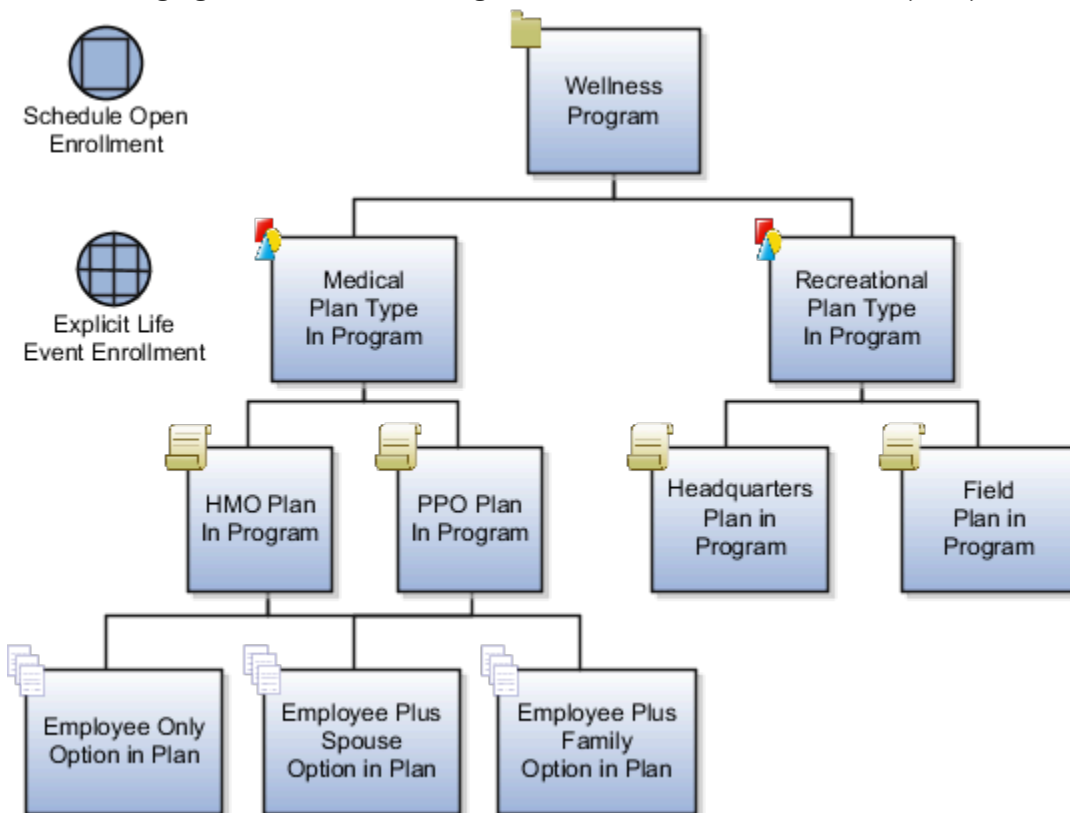 Wellness
Program
Schedule Open
Enrollment
Medical
Plan Type
In Program
Recreational
Plan Type
In Program
Explicit Life
Event Enrollment
HMO Plan
In Program
PPO Plan
In Program
Headquarters
Plan in
Program
Field
Plan in
Program
Employee Only
Option in Plan
Employee Plus
Spouse
Option in Plan
Employee Plus
Family
Option in Plan